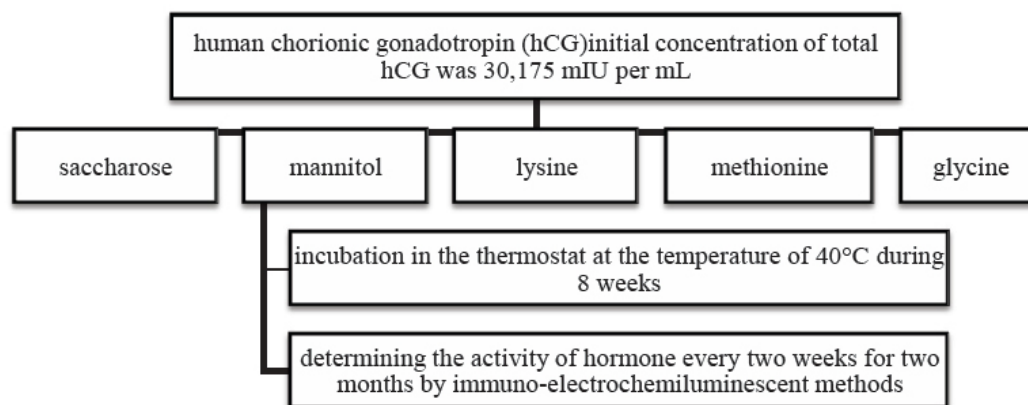 human chorionic gonadotropin (hCG)initial concentration of total
hCG was 30,175 mIU per mL
saccharose
mannitol
lysine
methionine
glycine
incubation in the thermostat at the temperature of 40°C during
8 weeks
determining the activity of hormone every two weeks for two
months by immuno-electrochemiluminescent methods